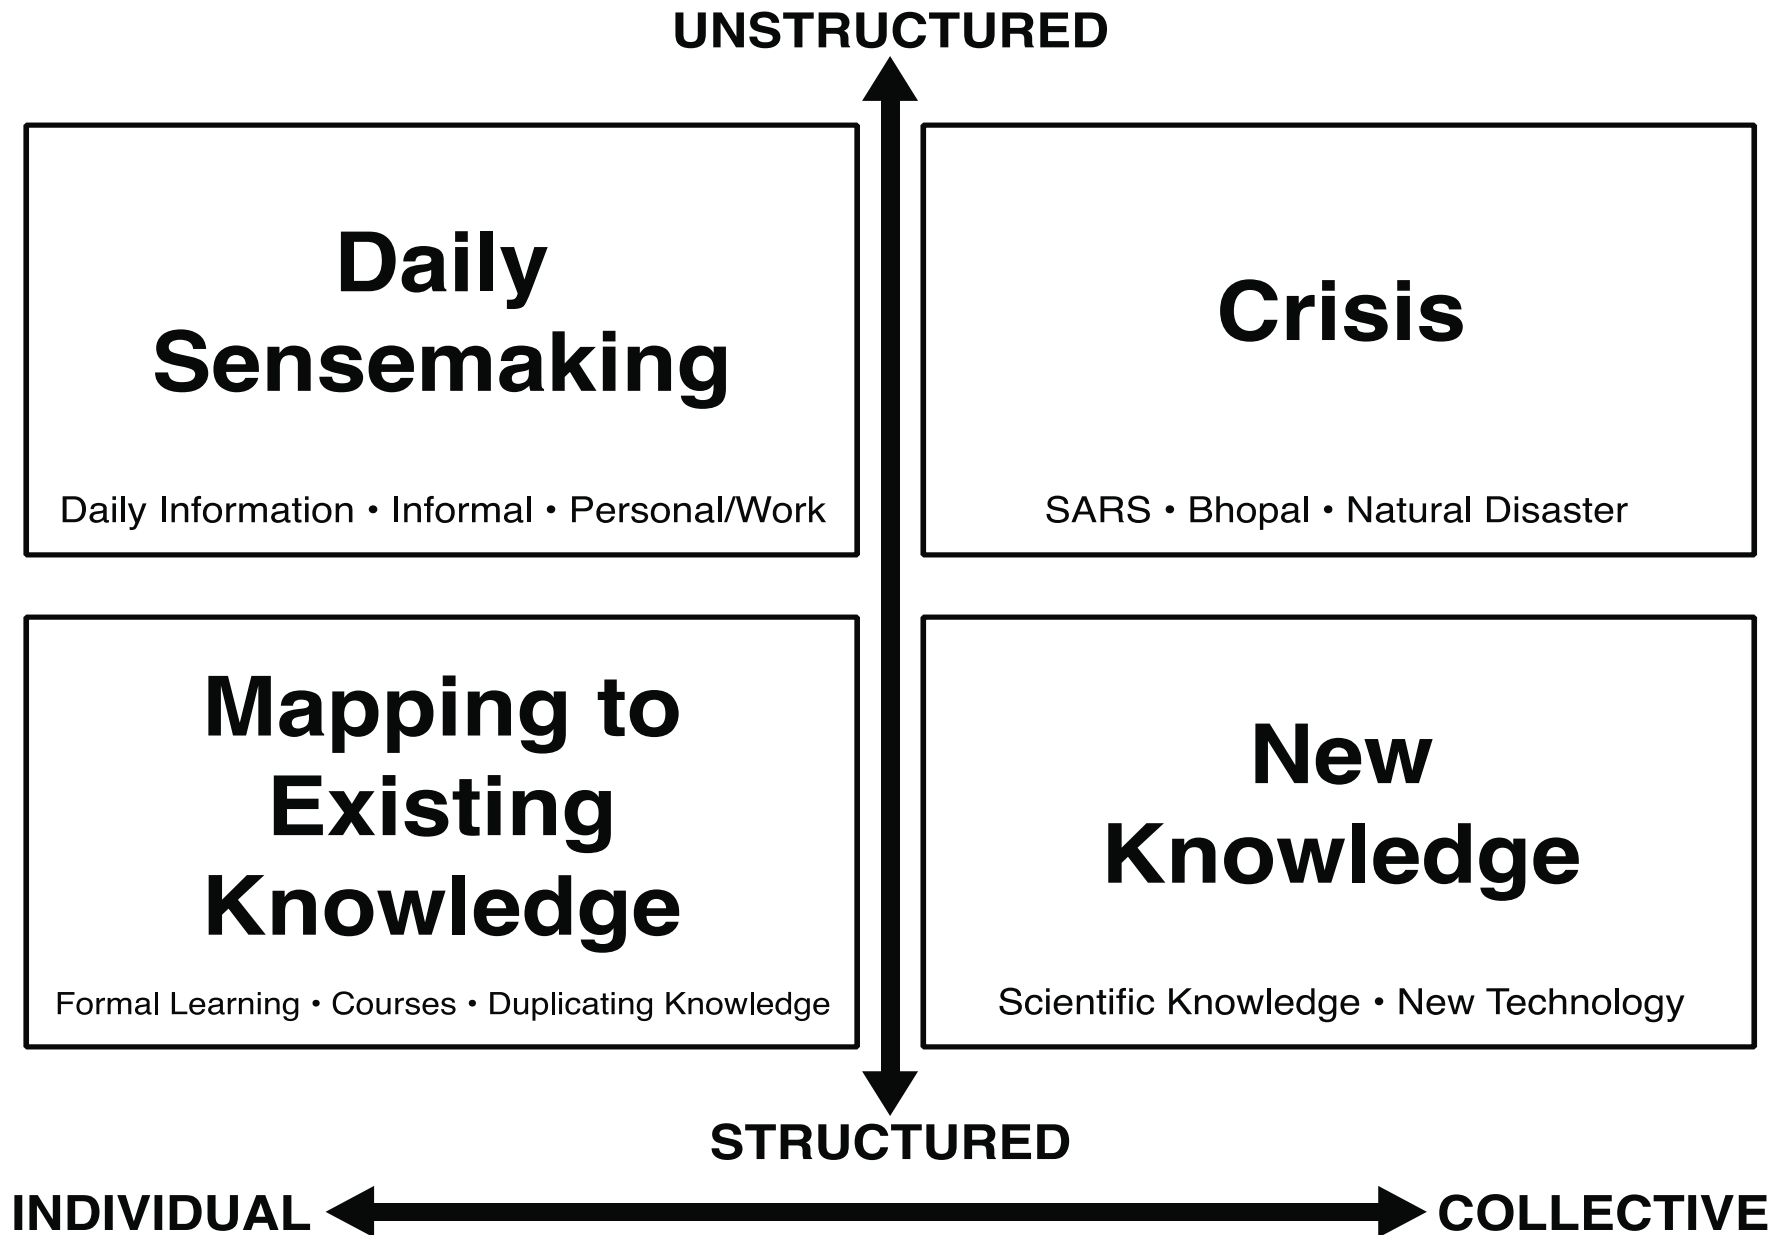 UNSTRUCTURED
Daily
Sensemaking
Daily Information • Informal • Personal/Work
Crisis
SARS • Bhopal • Natural Disaster
Mapping to
Existing
Knowledge
Formal Learning • Courses • Duplicating Knowledge
New
Knowledge
Scientific Knowledge • New Technology
STRUCTURED
INDIVIDUAL
COLLECTIVE